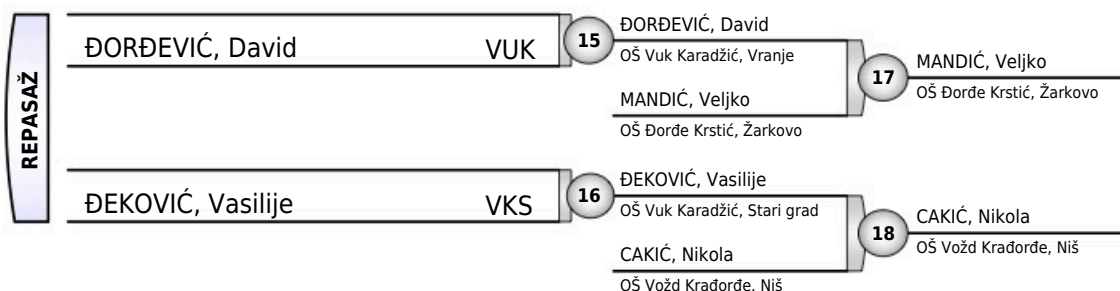 REPASAŽ
ĐORĐEVIĆ, David VUK
15
ĐORĐEVIĆ, David
OŠ Vuk Karadžić, Vranje
MANDIĆ, Veljko
OŠ Đorđe Krstić, Žarkovo
17
MANDIĆ, Veljko
OŠ Đorđe Krstić, Žarkovo
ĐEKOVIĆ, Vasilije VKS
16
ĐEKOVIĆ, Vasilije
OŠ Vuk Karadžić, Stari grad
CAKIĆ, Nikola
OŠ Vožd Krađorđe, Niš
18
CAKIĆ, Nikola
OŠ Vožd Krađorđe, Niš